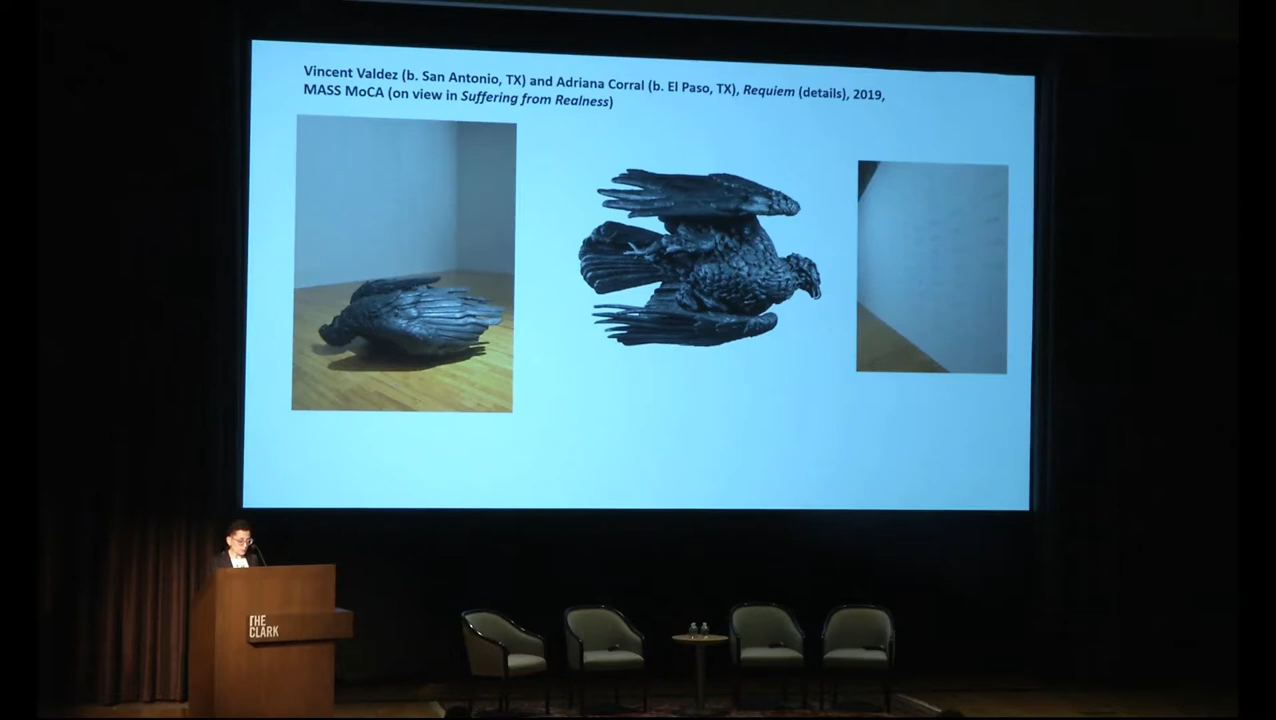 Vincent Valdez (b. San Antonio, TX) and Adriana Corral (b. El Paso, TX), Requiem (details), 2019,
MASS MoCA (on view in Suffering from Realness)
THE
CLARK